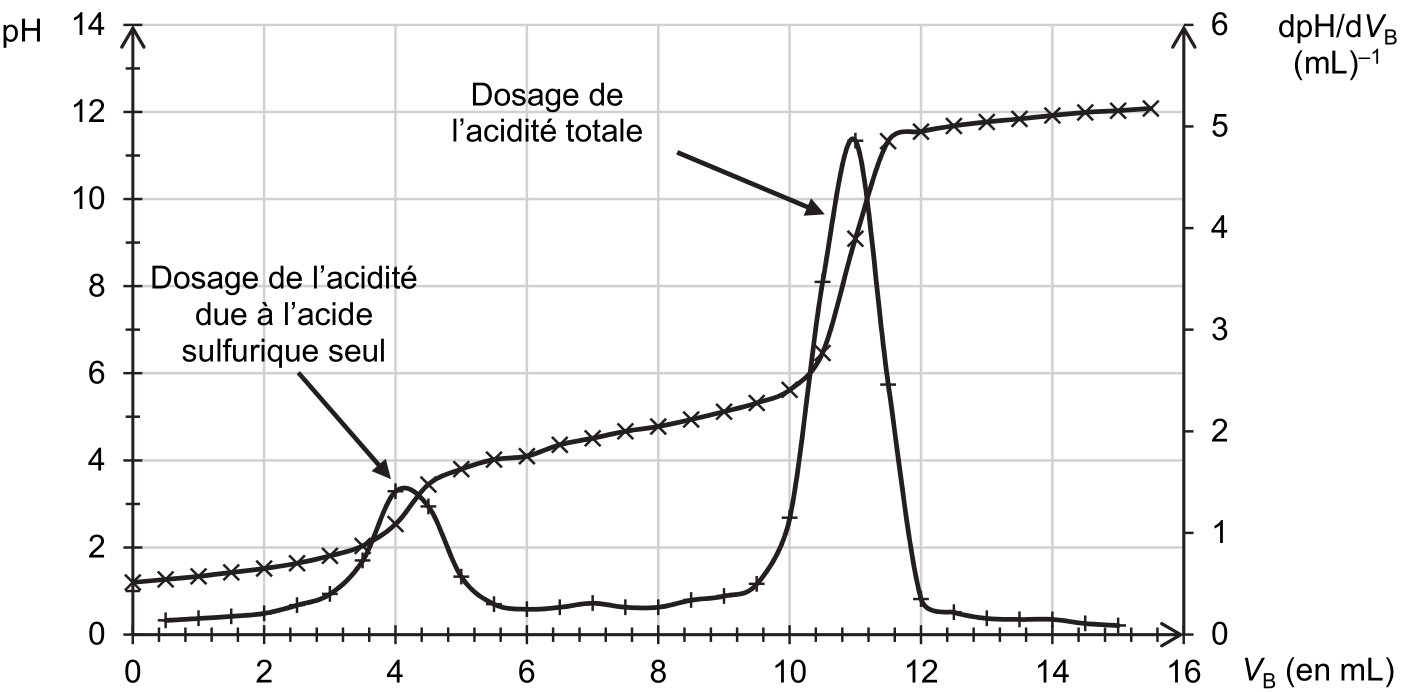 pH
14
12
10
8
6
4
2
0
Dosage de
l’acidité totale
Dosage de l’acidité
due à l’acide
sulfurique seul
6
5
4
3
2
1
0
dpH/dVB
(mL)–1
0 2 4 6 8 10 12 14 16 VB (en mL)